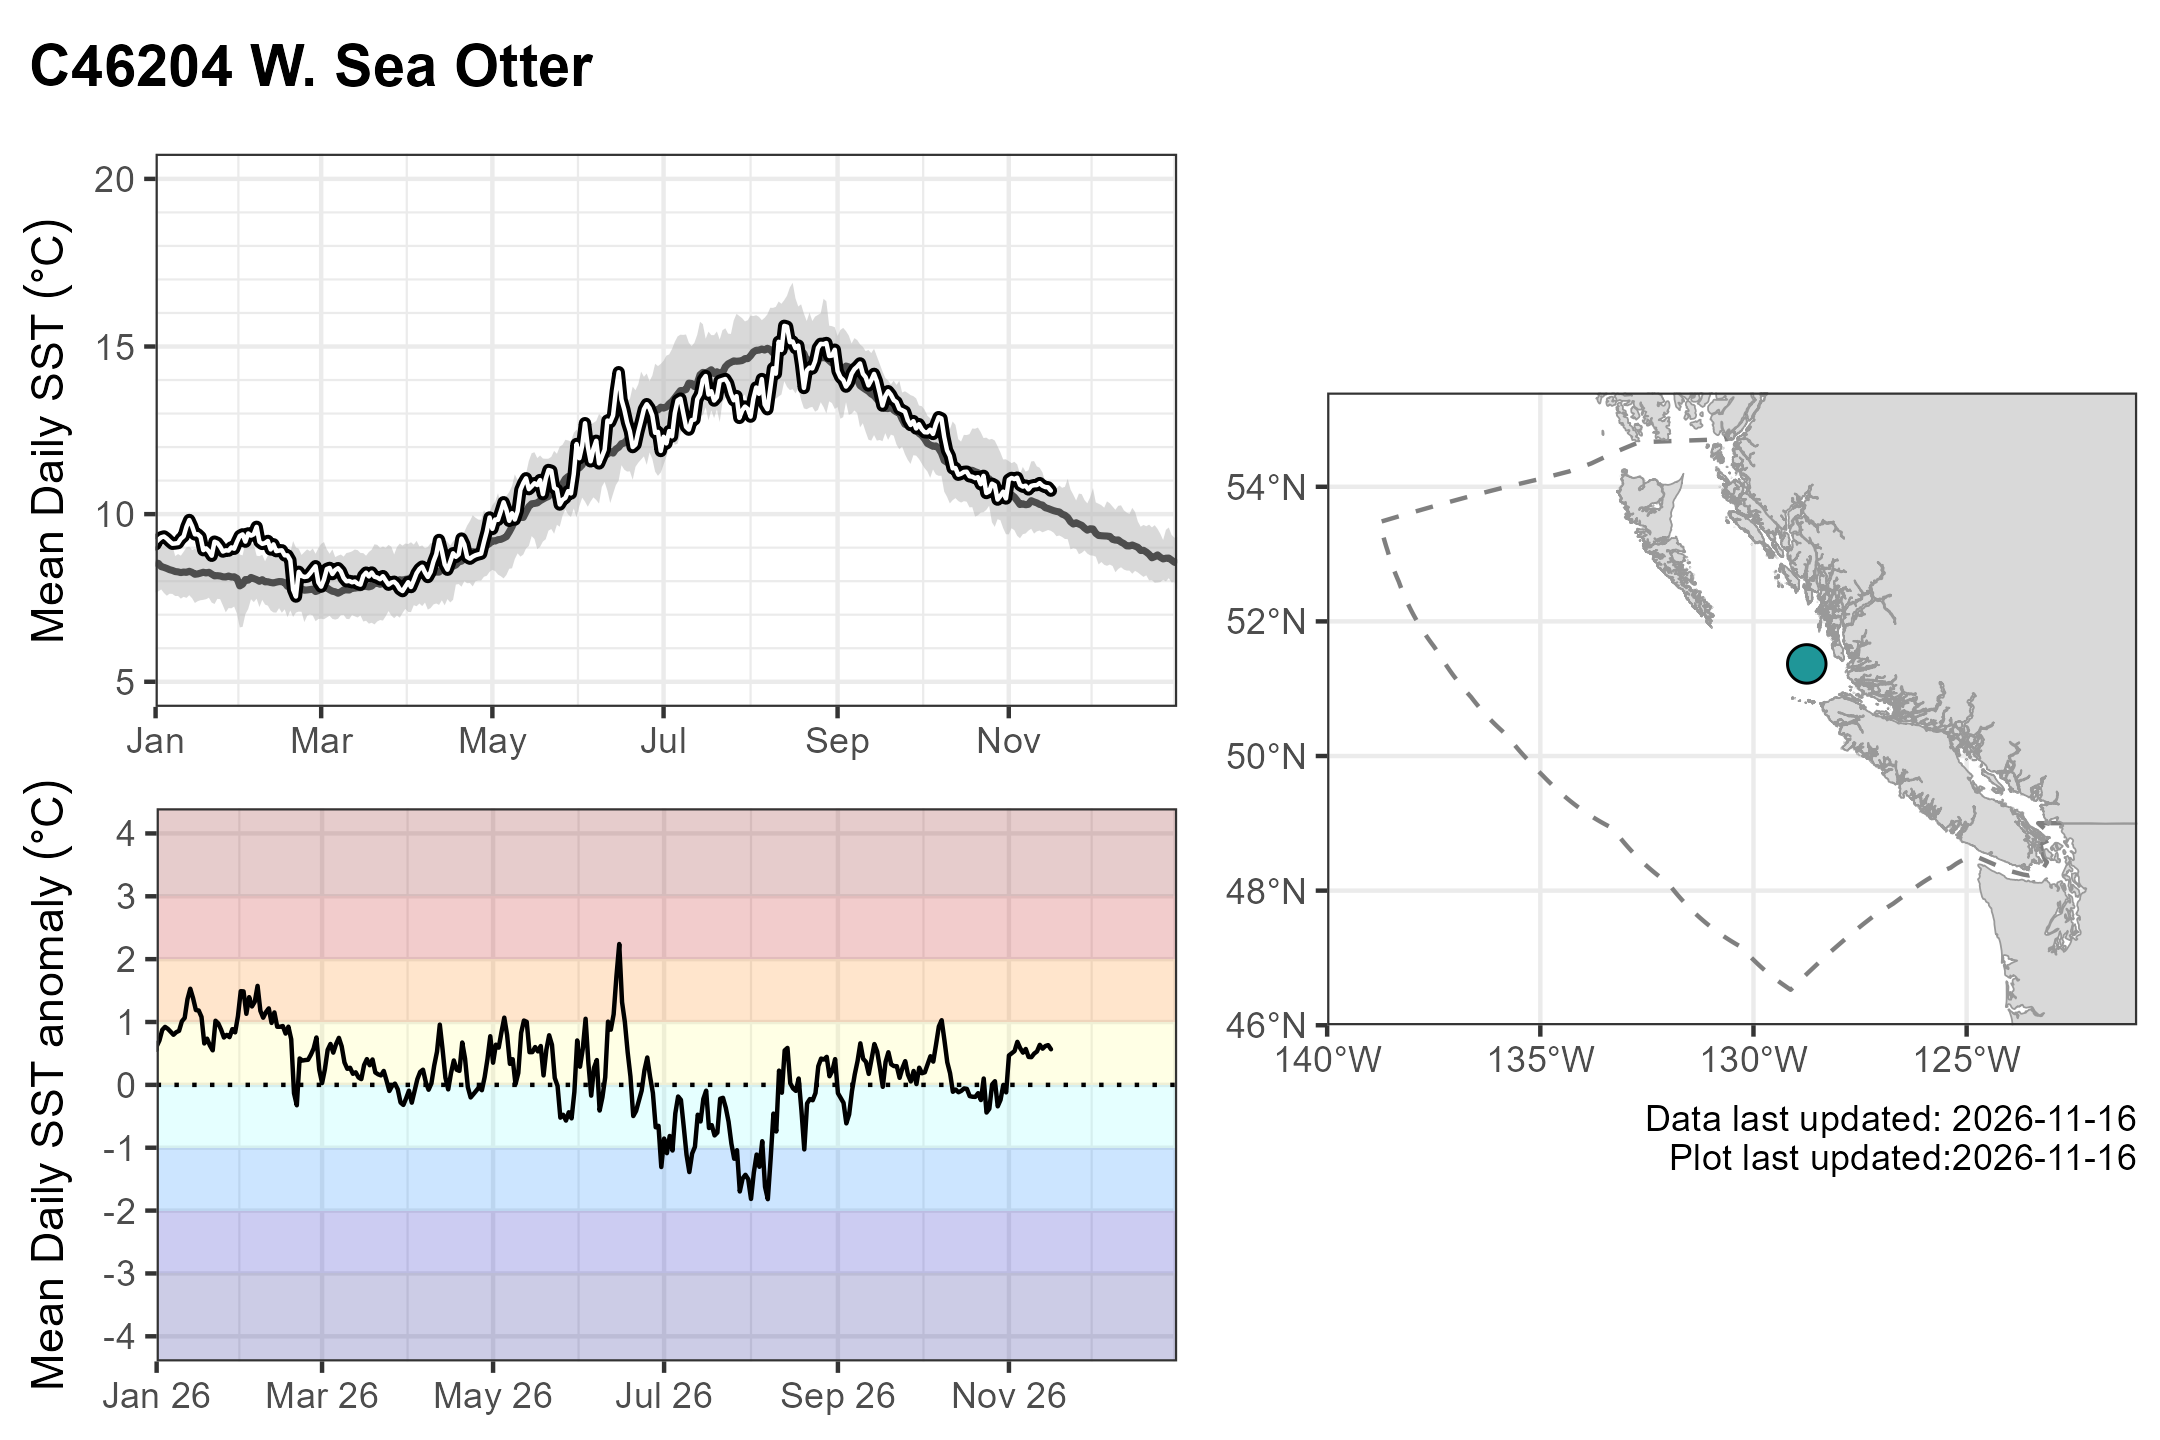 C46204 W. Sea Otter
Mean Daily SST (°C)
20
15
10
5
Jan Mar May Jul Sep Nov
Mean Daily SST anomaly (°C)
4
3
2
1
0
-1
-2
-3
-4
Jan 26 Mar 26 May 26 Jul 26 Sep 26 Nov 26
54°N
52°N
50°N
48°N
46°N
140°W 135°W 130°W 125°W
Data last updated: 2026-11-16
Plot last updated:2026-11-16